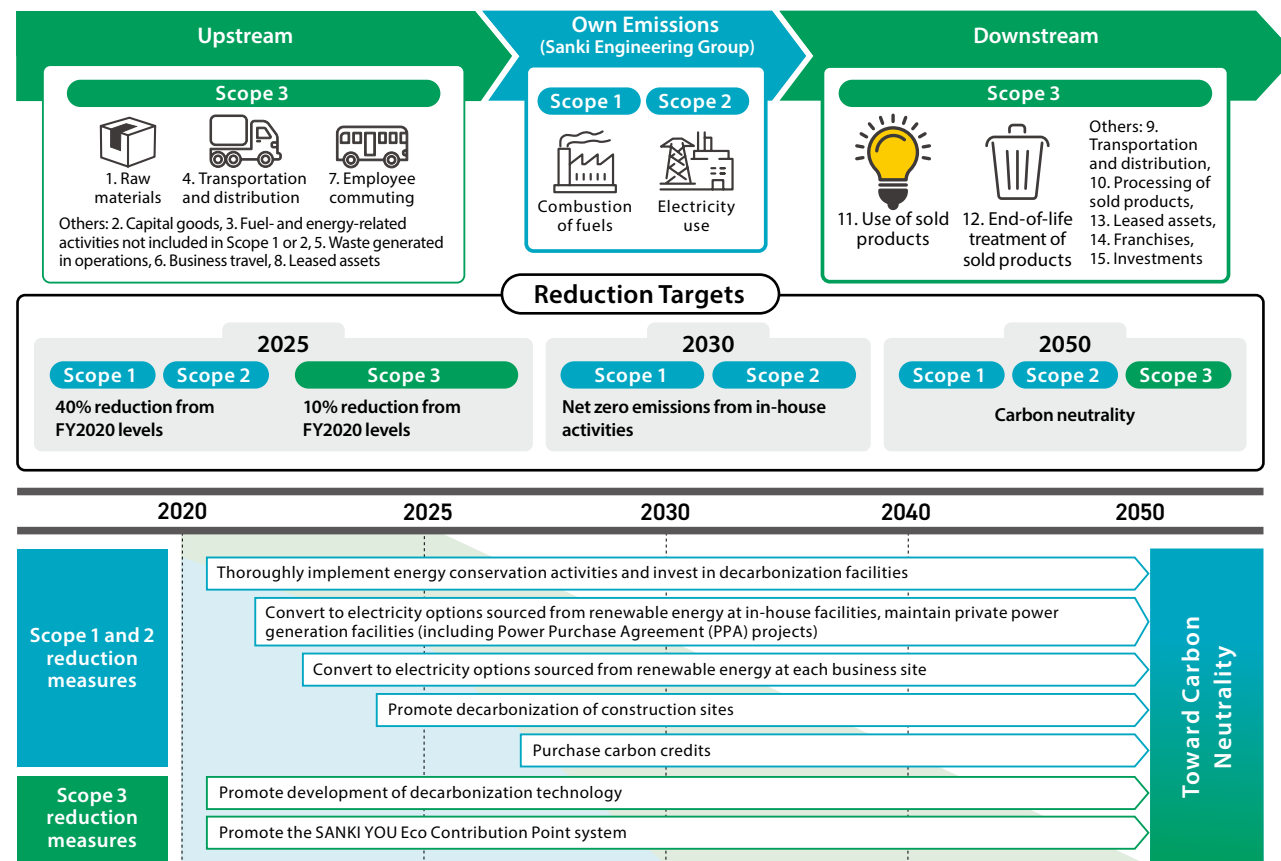 Upstream
Scope 3
1. Raw
materials
4. Transportation
and distribution
7. Employee
commuting
Others: 2. Capital goods, 3. Fuel- and energy-related
activities not included in Scope 1 or 2, 5. Waste generated
in operations, 6. Business travel, 8. Leased assets
Own Emissions
(Sanki Engineering Group)
Scope 1
Scope 2
Combustion
of fuels
Electricity
use
Downstream
Scope 3
11. Use of sold
products
12. End-of-life
treatment of
sold products
Others: 9.
Transportation
and distribution,
10. Processing of
sold products,
13. Leased assets,
14. Franchises,
15. Investments
Reduction Targets
2025
Scope 1
Scope 2
40% reduction from
FY2020 levels
Scope 3
10% reduction from
FY2020 levels
2030
Scope 1
Scope 2
Net zero emissions from in-house
activities
2050
Scope 1
Scope 2
Scope 3
Carbon neutrality
2020
2025
2030
2040
2050
Scope 1 and 2
reduction
measures
Thoroughly implement energy conservation activities and invest in decarbonization facilities
Convert to electricity options sourced from renewable energy at in-house facilities, maintain private power
generation facilities (including Power Purchase Agreement (PPA) projects)
Convert to electricity options sourced from renewable energy at each business site
Promote decarbonization of construction sites
Purchase carbon credits
Scope 3
reduction
measures
Promote development of decarbonization technology
Promote the SANKI YOU Eco Contribution Point system
Toward Carbon
Neutrality